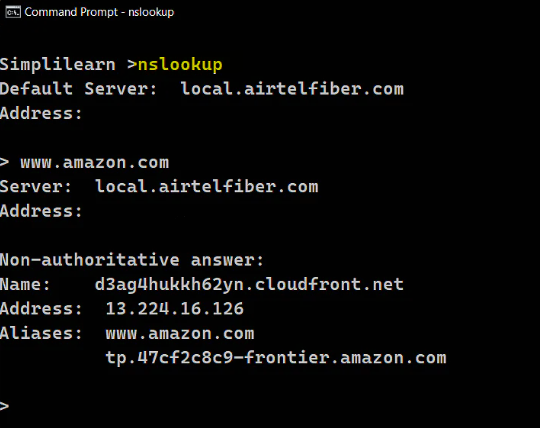 Command Prompt - nslookup
Simplilearn >nslookup
Default Server:  local.airtelfiber.com
Address:
> www.amazon.com
Server:  local.airtelfiber.com
Address:
Non-authoritative answer:
Name:    d3ag4hukkh62yn.cloudfront.net
Address:  13.224.16.126
Aliases:  www.amazon.com
          tp.47cf2c8c9-frontier.amazon.com
>